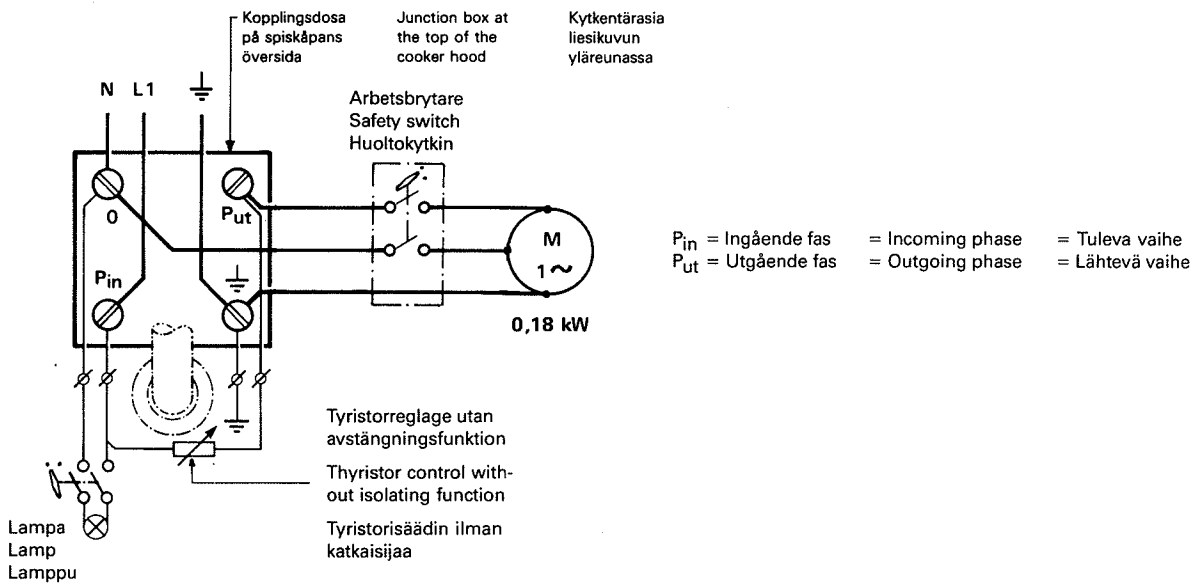 Kopplingsdosa
på spiskåpans
översida
Junction box at
the top of the
cooker hood
Kytkentärasia
liesikuvun
yläreunassa
N L1
Arbetsbrytare
Safety switch
Huoltokytkin
0
Put
Pin
M
1~
0,18 kW
Pin = Ingående fas = Incoming phase = Tuleva vaihe
Put = Utgående fas = Outgoing phase = Lähtevä vaihe
Tyristorreglage utan
avstängningsfunktion
Thyristor control with-
out isolating function
Tyristorisäädin ilman
katkaisijaa
Lampa
Lamp
Lamppu